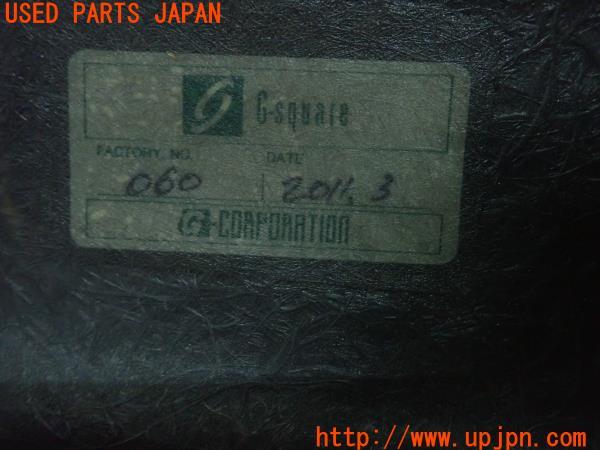 USED PARTS JAPAN
G-square
FACTORY. NO. DATE
060 2011. 3
G-CORPORATION
http://www.upjpn.com